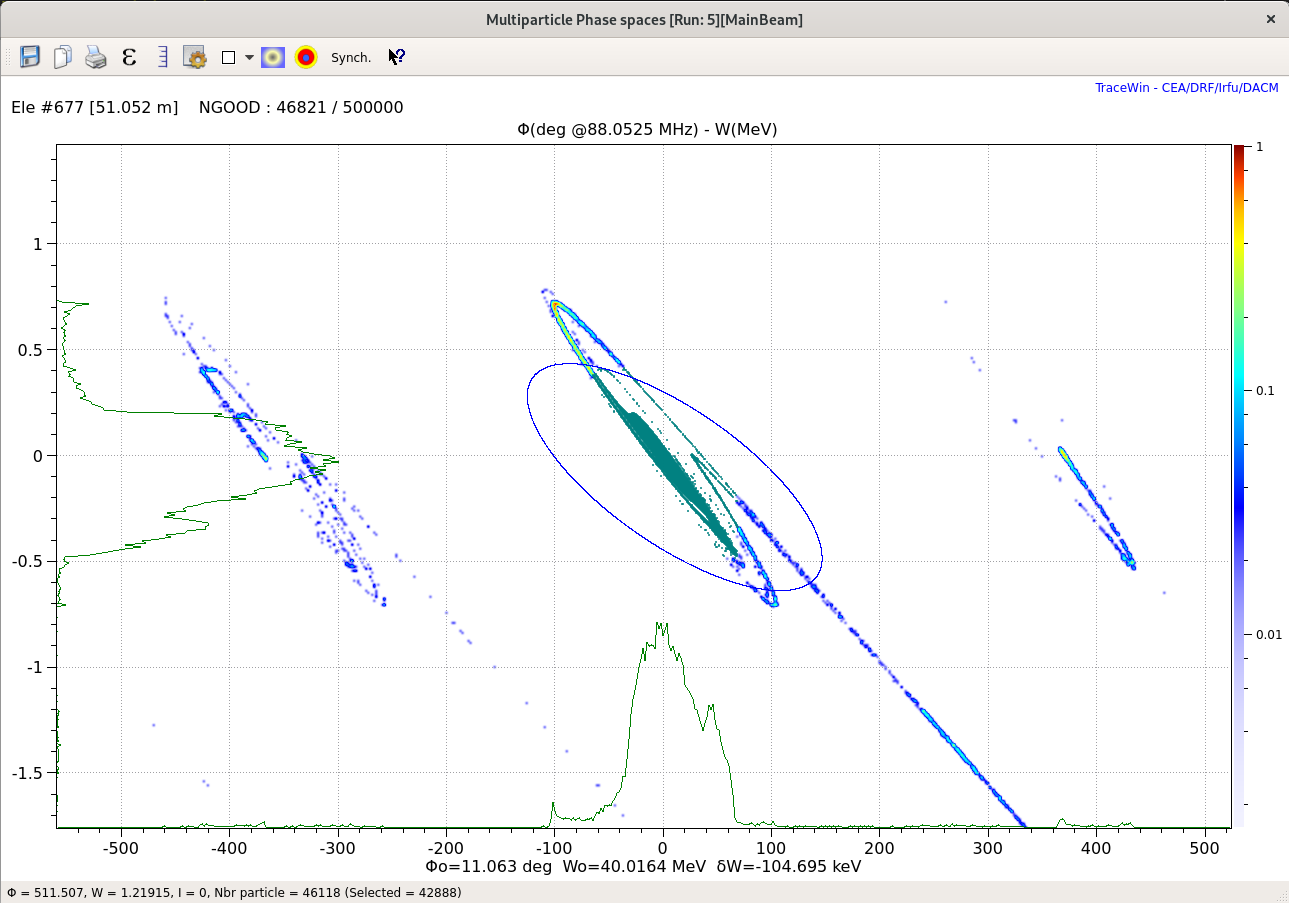 Multiparticle Phase spaces [Run: 5][MainBeam]
×
ε
Synch.
?
TraceWin - CEA/DRF/Irfu/DACM
Ele #677 [51.052 m] NGOOD : 46821 / 500000
Φ(deg @88.0525 MHz) - W(MeV)
1
0.5
0
-0.5
-1
-1.5
1
0.1
0.01
-500 -400 -300 -200 -100 0 100 200 300 400 500
Φo=11.063 deg Wo=40.0164 MeV δW=-104.695 keV
Φ = 511.507, W = 1.21915, I = 0, Nbr particle = 46118 (Selected = 42888)